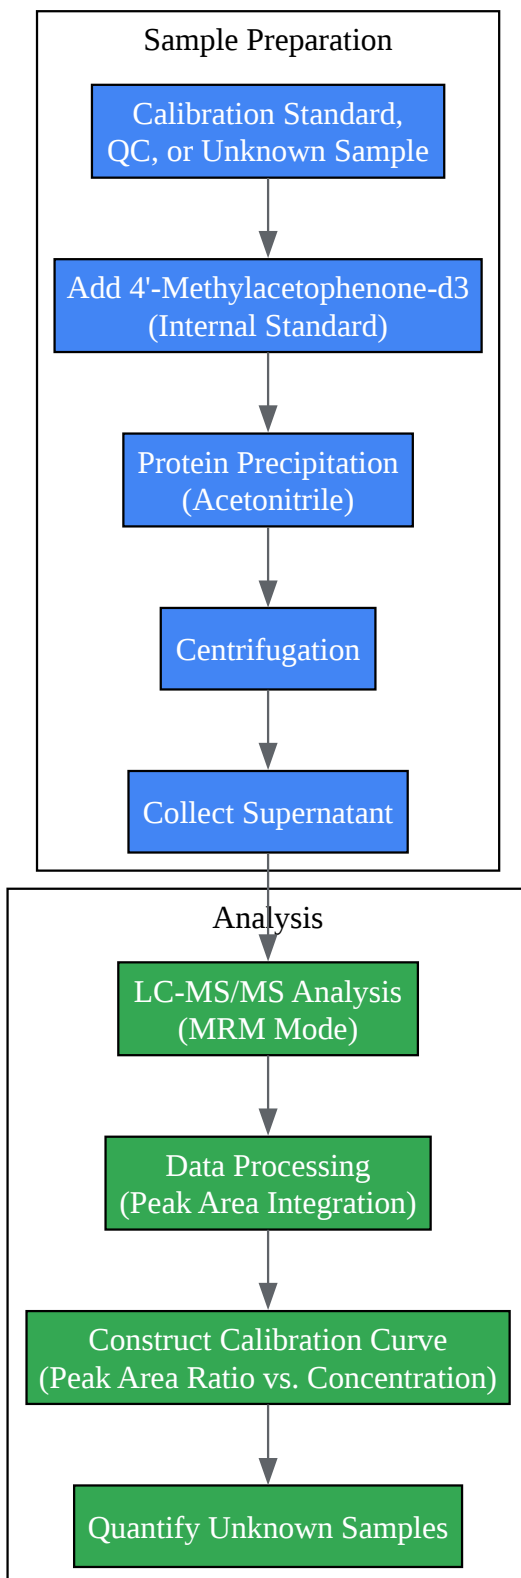 Sample Preparation
Calibration Standard,
QC, or Unknown Sample
Add 4'-Methylacetophenone-d3
(Internal Standard)
Protein Precipitation
(Acetonitrile)
Centrifugation
Collect Supernatant
Analysis
LC-MS/MS Analysis
(MRM Mode)
Data Processing
(Peak Area Integration)
Construct Calibration Curve
(Peak Area Ratio vs. Concentration)
Quantify Unknown Samples